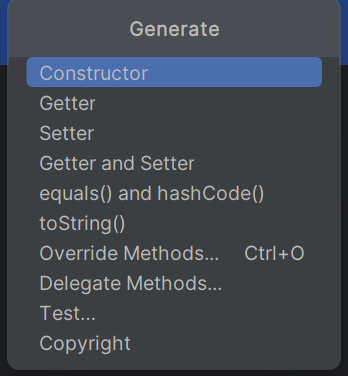 Generate
Constructor
Getter
Setter
Getter and Setter
equals() and hashCode()
toString()
Override Methods... Ctrl+O
Delegate Methods...
Test...
Copyright